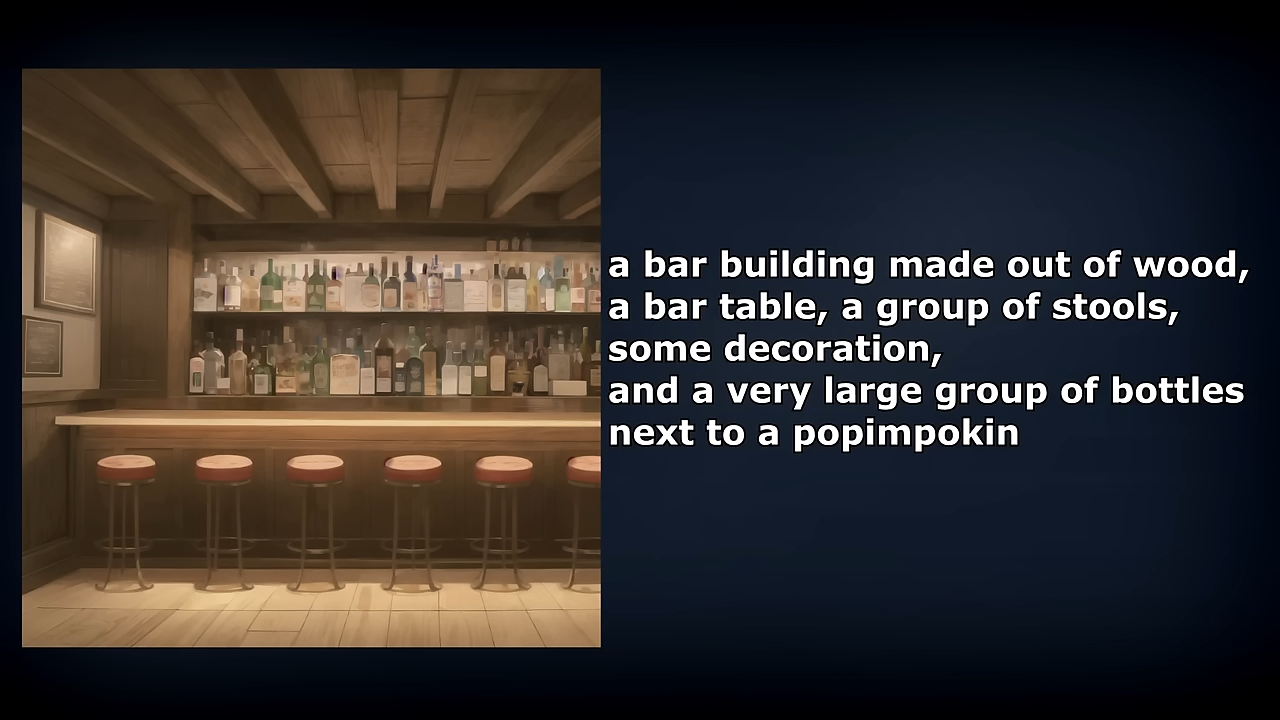 a bar building made out of wood,
a bar table, a group of stools,
some decoration,
and a very large group of bottles
next to a popimpokin